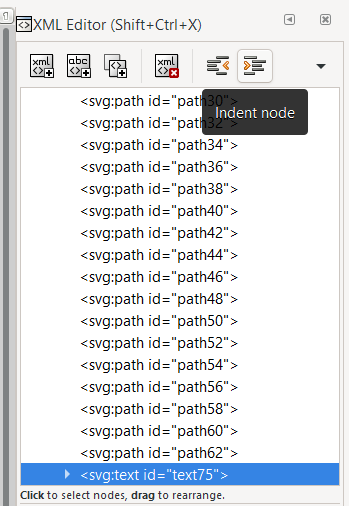 XML Editor (Shift+Ctrl+X)
xml
abc
xml
Indent node
<svg:path id="path30">
<svg:path id="path32">
<svg:path id="path34">
<svg:path id="path36">
<svg:path id="path38">
<svg:path id="path40">
<svg:path id="path42">
<svg:path id="path44">
<svg:path id="path46">
<svg:path id="path48">
<svg:path id="path50">
<svg:path id="path52">
<svg:path id="path54">
<svg:path id="path56">
<svg:path id="path58">
<svg:path id="path60">
<svg:path id="path62">
<svg:text id="text75">
Click to select nodes, drag to rearrange.